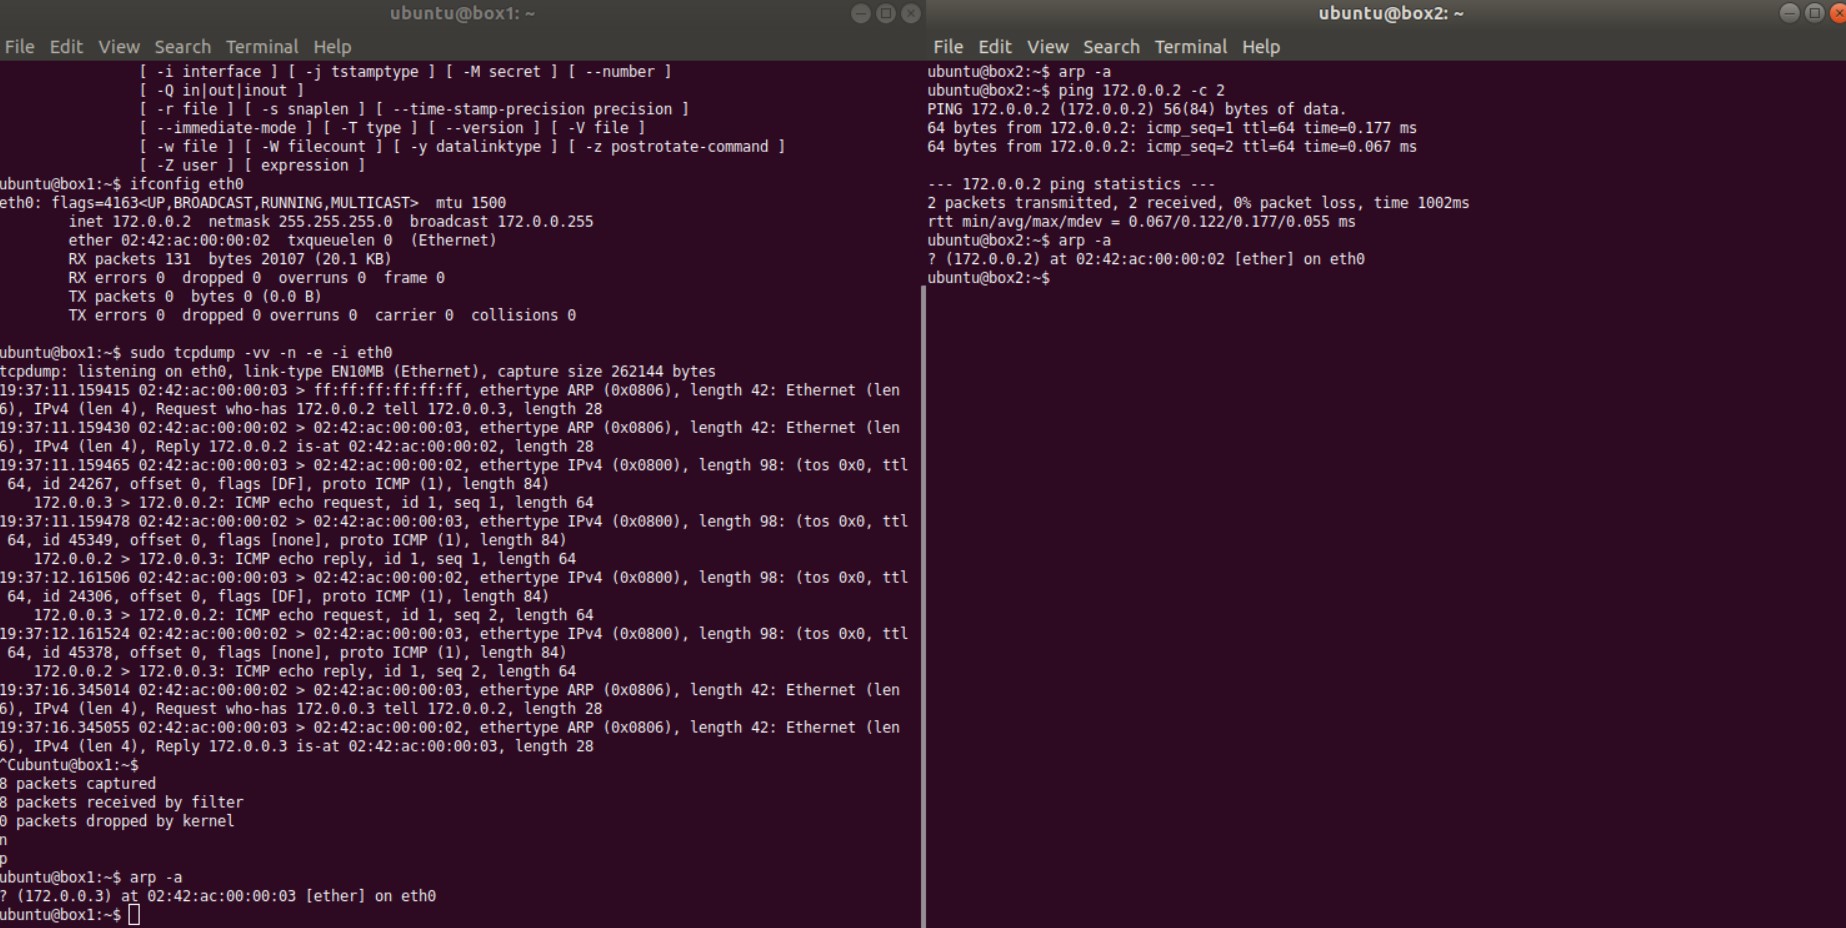 ubuntu@box1: ~
File Edit View Search Terminal Help
[ -i interface ] [ -j tstamptype ] [ -M secret ] [ --number ]
[ -Q in|out|inout ]
[ -r file ] [ -s snaplen ] [ --time-stamp-precision precision ]
[ --immediate-mode ] [ -T type ] [ --version ] [ -V file ]
[ -w file ] [ -W filecount ] [ -y datalinktype ] [ -z postrotate-command ]
[ -Z user ] [ expression ]
ubuntu@box1:~$ ifconfig eth0
eth0: flags=4163<UP,BROADCAST,RUNNING,MULTICAST>  mtu 1500
inet 172.0.0.2  netmask 255.255.255.0  broadcast 172.0.0.255
ether 02:42:ac:00:00:02  txqueuelen 0  (Ethernet)
RX packets 131  bytes 20107 (20.1 KB)
RX errors 0  dropped 0  overruns 0  frame 0
TX packets 0  bytes 0 (0.0 B)
TX errors 0  dropped 0 overruns 0  carrier 0  collisions 0
ubuntu@box1:~$ sudo tcpdump -vv -n -e -i eth0
tcpdump: listening on eth0, link-type EN10MB (Ethernet), capture size 262144 bytes
19:37:11.159415 02:42:ac:00:00:03 > ff:ff:ff:ff:ff:ff, ethertype ARP (0x0806), length 42: Ethernet (len
6), IPv4 (len 4), Request who-has 172.0.0.2 tell 172.0.0.3, length 28
19:37:11.159430 02:42:ac:00:00:02 > 02:42:ac:00:00:03, ethertype ARP (0x0806), length 42: Ethernet (len
6), IPv4 (len 4), Reply 172.0.0.2 is-at 02:42:ac:00:00:02, length 28
19:37:11.159465 02:42:ac:00:00:03 > 02:42:ac:00:00:02, ethertype IPv4 (0x0800), length 98: (tos 0x0, ttl
64, id 24267, offset 0, flags [DF], proto ICMP (1), length 84)
172.0.0.3 > 172.0.0.2: ICMP echo request, id 1, seq 1, length 64
19:37:11.159478 02:42:ac:00:00:02 > 02:42:ac:00:00:03, ethertype IPv4 (0x0800), length 98: (tos 0x0, ttl
64, id 45349, offset 0, flags [none], proto ICMP (1), length 84)
172.0.0.2 > 172.0.0.3: ICMP echo reply, id 1, seq 1, length 64
19:37:12.161506 02:42:ac:00:00:03 > 02:42:ac:00:00:02, ethertype IPv4 (0x0800), length 98: (tos 0x0, ttl
64, id 24306, offset 0, flags [DF], proto ICMP (1), length 84)
172.0.0.3 > 172.0.0.2: ICMP echo request, id 1, seq 2, length 64
19:37:12.161524 02:42:ac:00:00:02 > 02:42:ac:00:00:03, ethertype IPv4 (0x0800), length 98: (tos 0x0, ttl
64, id 45378, offset 0, flags [none], proto ICMP (1), length 84)
172.0.0.2 > 172.0.0.3: ICMP echo reply, id 1, seq 2, length 64
19:37:16.345014 02:42:ac:00:00:02 > 02:42:ac:00:00:03, ethertype ARP (0x0806), length 42: Ethernet (len
6), IPv4 (len 4), Request who-has 172.0.0.3 tell 172.0.0.2, length 28
19:37:16.345055 02:42:ac:00:00:03 > 02:42:ac:00:00:02, ethertype ARP (0x0806), length 42: Ethernet (len
6), IPv4 (len 4), Reply 172.0.0.3 is-at 02:42:ac:00:00:03, length 28
^Cubuntu@box1:~$
8 packets captured
8 packets received by filter
0 packets dropped by kernel
n
p
ubuntu@box1:~$ arp -a
? (172.0.0.3) at 02:42:ac:00:00:03 [ether] on eth0
ubuntu@box1:~$
ubuntu@box2: ~
File Edit View Search Terminal Help
ubuntu@box2:~$ arp -a
ubuntu@box2:~$ ping 172.0.0.2 -c 2
PING 172.0.0.2 (172.0.0.2) 56(84) bytes of data.
64 bytes from 172.0.0.2: icmp_seq=1 ttl=64 time=0.177 ms
64 bytes from 172.0.0.2: icmp_seq=2 ttl=64 time=0.067 ms
--- 172.0.0.2 ping statistics ---
2 packets transmitted, 2 received, 0% packet loss, time 1002ms
rtt min/avg/max/mdev = 0.067/0.122/0.177/0.055 ms
ubuntu@box2:~$ arp -a
? (172.0.0.2) at 02:42:ac:00:00:02 [ether] on eth0
ubuntu@box2:~$